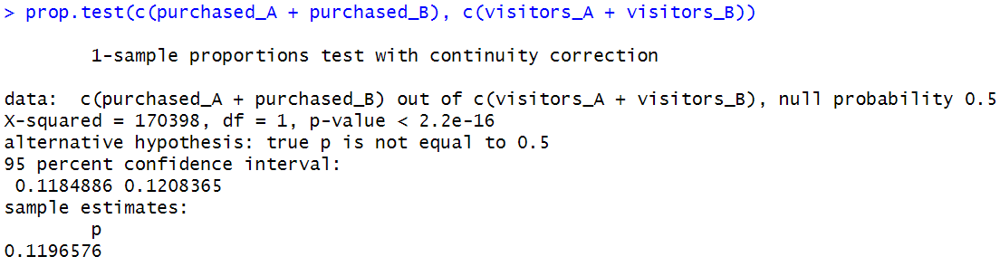 > prop.test(c(purchased_A + purchased_B), c(visitors_A + visitors_B))
1-sample proportions test with continuity correction
data:  c(purchased_A + purchased_B) out of c(visitors_A + visitors_B), null probability 0.5
X-squared = 170398, df = 1, p-value < 2.2e-16
alternative hypothesis: true p is not equal to 0.5
95 percent confidence interval:
0.1184886 0.1208365
sample estimates:
p
0.1196576